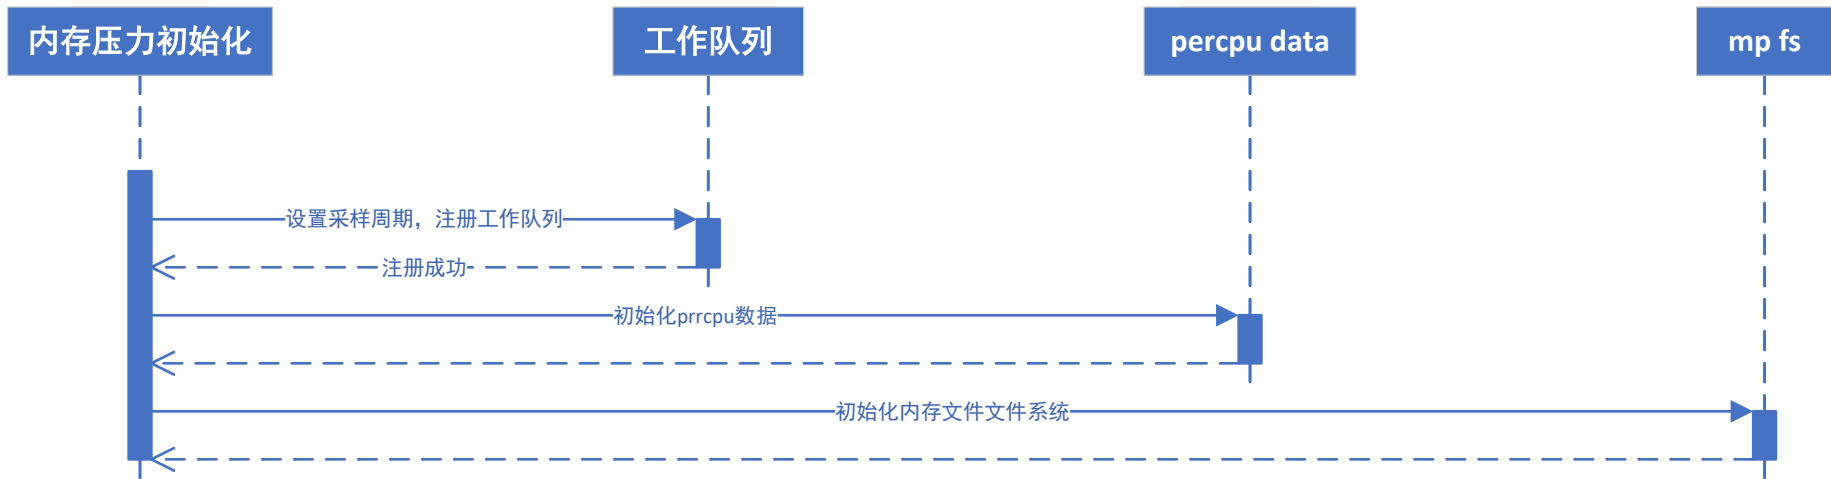 内存压力初始化
工作队列
percpu data
mp fs
设置采样周期，注册工作队列
注册成功
初始化prrcpu数据
初始化内存文件文件系统